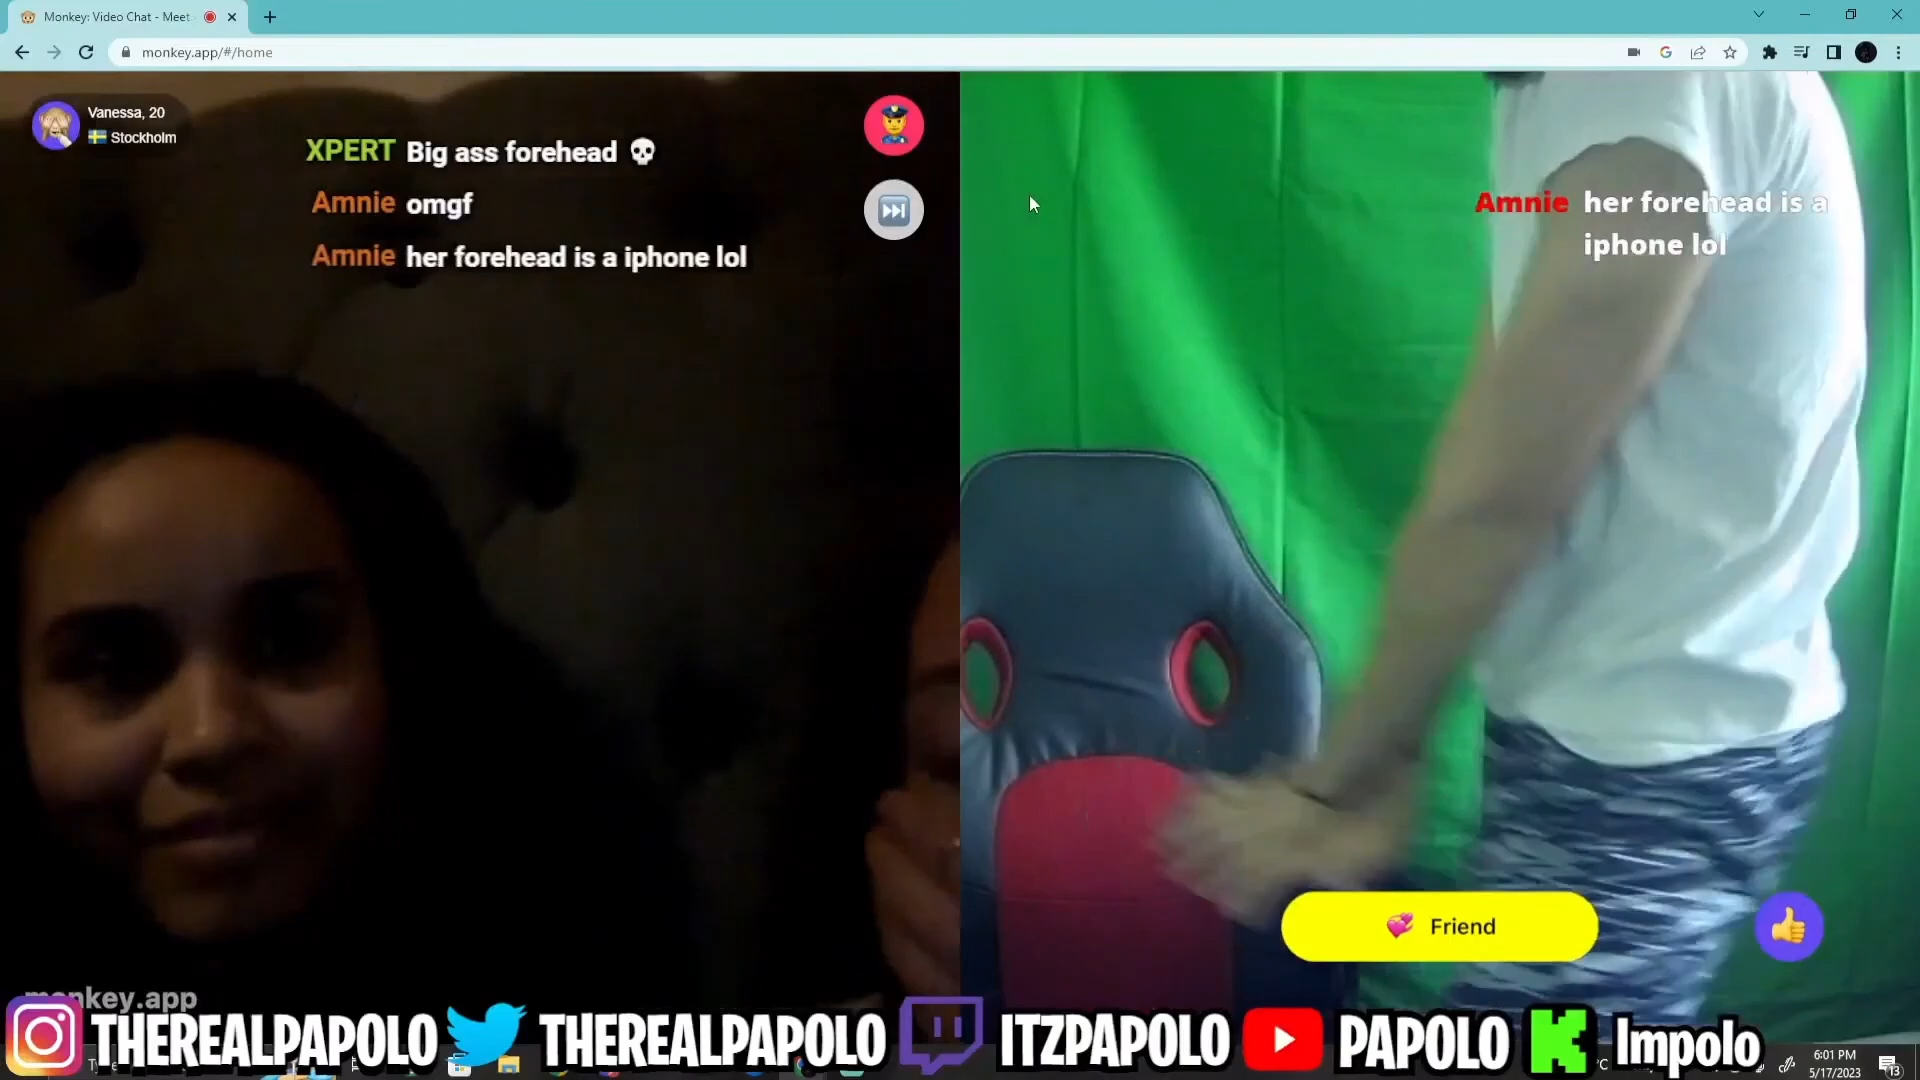 Monkey: Video Chat - Meet
monkey.app/#/home
Vanessa, 20
Stockholm
XPERT Big ass forehead 💀
Amnie omgf
Amnie her forehead is a iphone lol
Amnie her forehead is a
iphone lol
💞 Friend
monkey.app
THEREALPAPOLO THEREALPAPOLO ITZPAPOLO PAPOLO Impolo
6:01 PM
5/17/2023
13